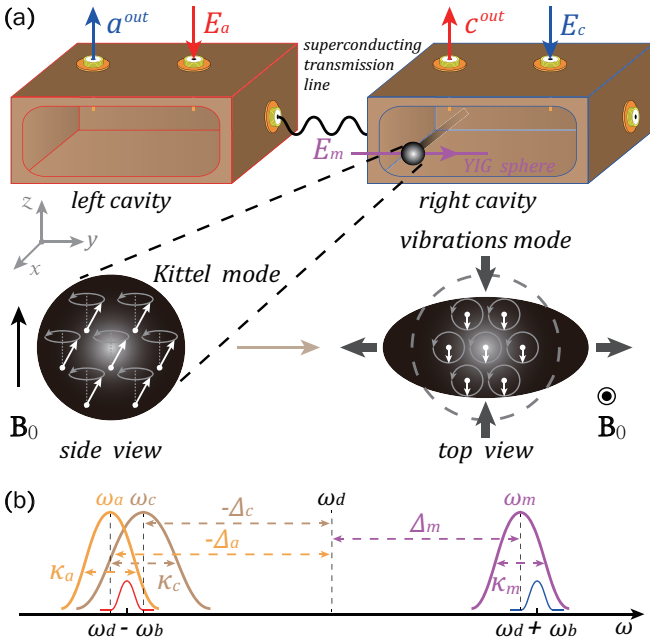 (a)
a^out
E_a
superconducting
transmission
line
c^out
E_c
E_m
YIG sphere
left cavity
right cavity
z
y
x
Kittel mode
vibrations mode
B_0
side view
top view
B_0
(b)
ω_a
ω_c
-Δ_c
ω_d
ω_m
Δ_m
-Δ_a
κ_a
κ_c
κ_m
ω_d - ω_b
ω_d + ω_b
ω